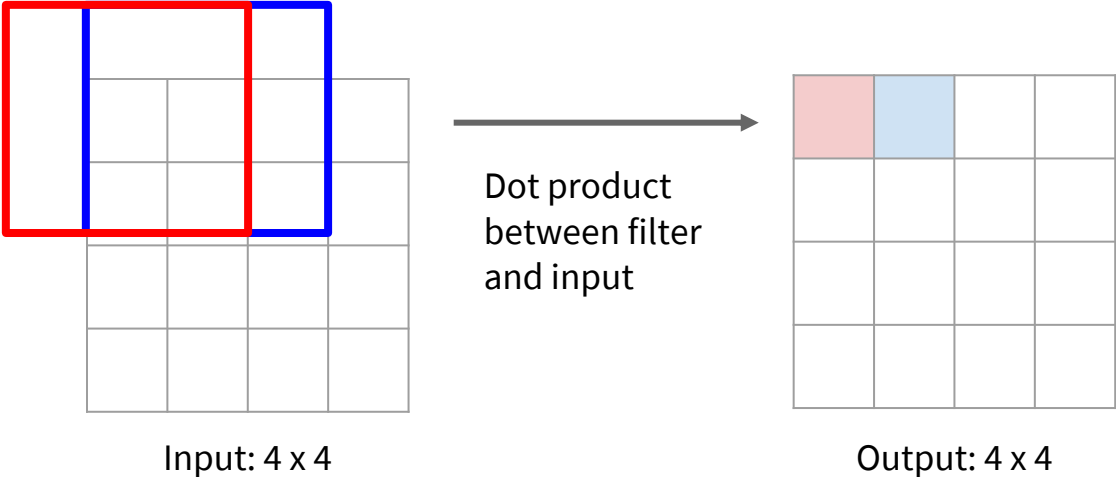 Dot product
between filter
and input
Input: 4 x 4
Output: 4 x 4